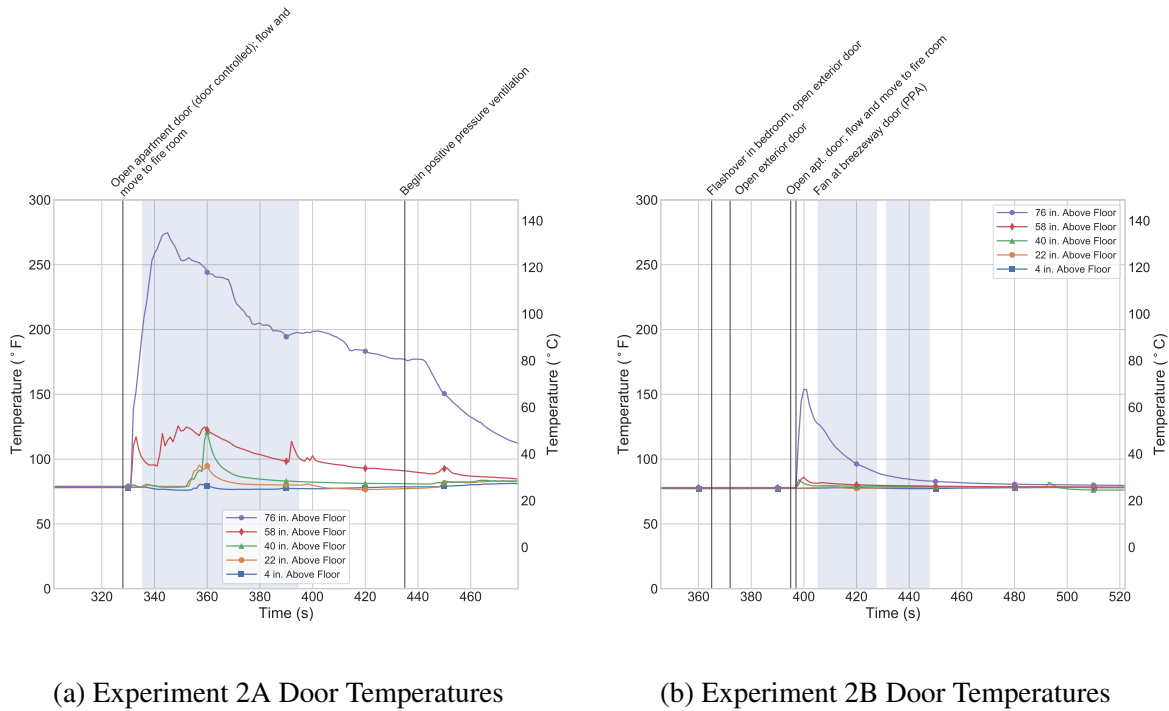 Open apartment door (door controlled); flow and
move to fire room
Begin positive pressure ventilation
300
250
200
150
100
50
0
Temperature (° F)
140
120
100
80
60
40
20
0
Temperature (° C)
76 in. Above Floor
58 in. Above Floor
40 in. Above Floor
22 in. Above Floor
4 in. Above Floor
320 340 360 380 400 420 440 460
Time (s)
(a) Experiment 2A Door Temperatures
Flashover in bedroom, open exterior door
Open exterior door
Open apt. door; flow and move to fire room
Fan at breezeway door (PPA)
300
250
200
150
100
50
0
Temperature (° F)
140
120
100
80
60
40
20
0
Temperature (° C)
76 in. Above Floor
58 in. Above Floor
40 in. Above Floor
22 in. Above Floor
4 in. Above Floor
360 380 400 420 440 460 480 500 520
Time (s)
(b) Experiment 2B Door Temperatures